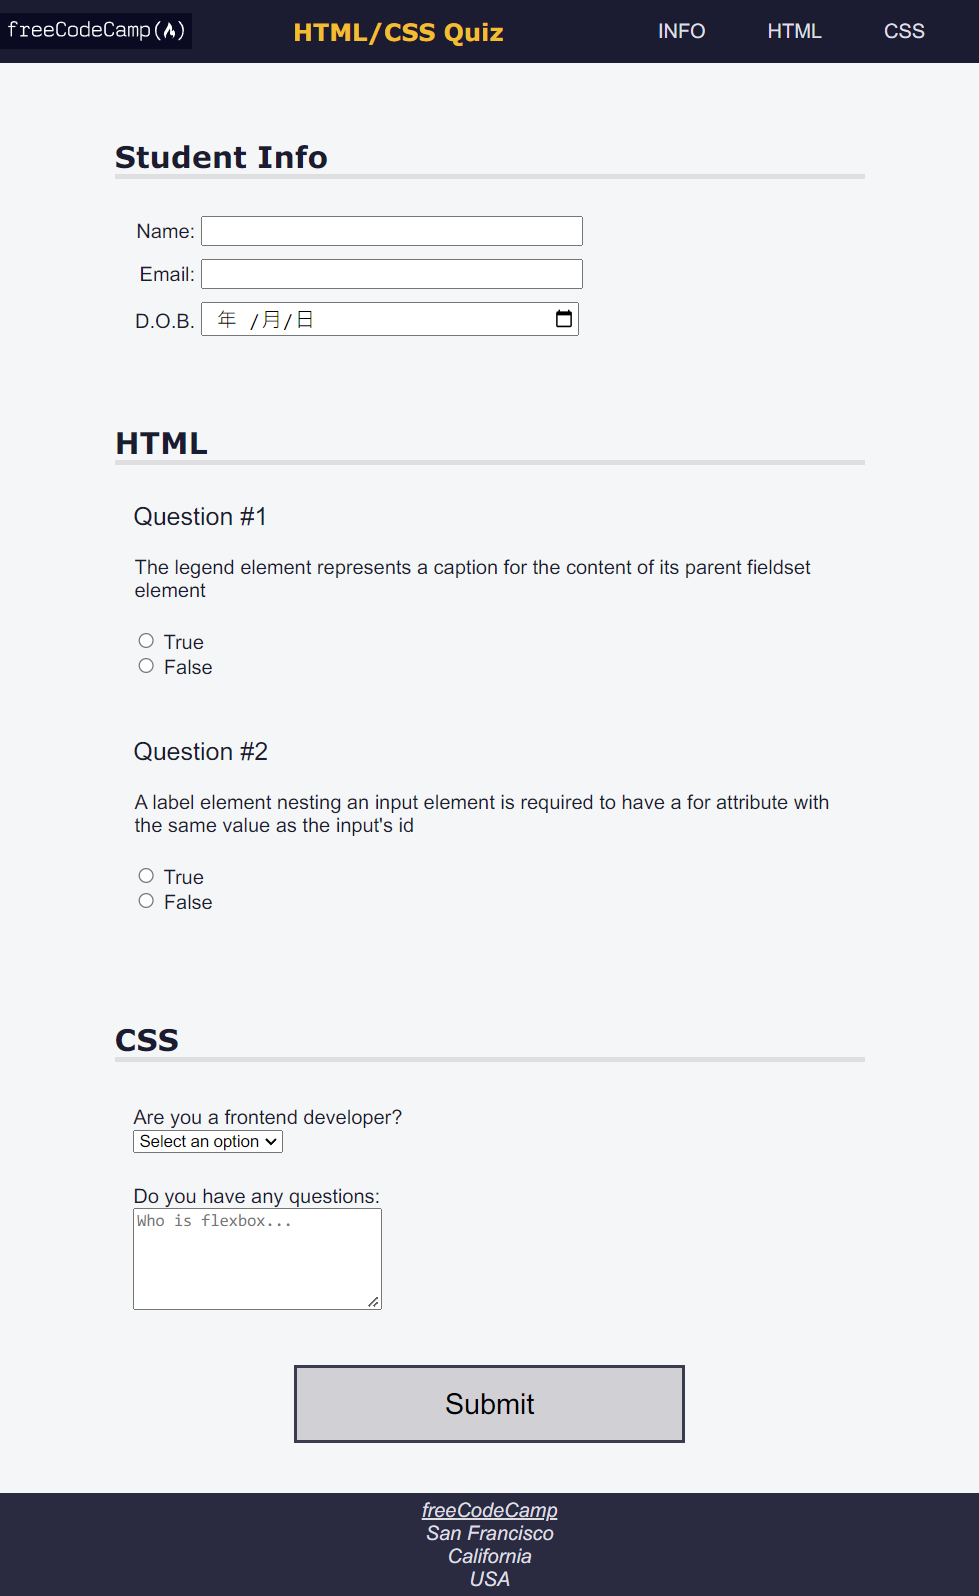 freeCodeCamp(🔥)
HTML/CSS Quiz
INFO
HTML
CSS
Student Info
Name:
Email:
D.O.B.
年 /月/日
HTML
Question #1
The legend element represents a caption for the content of its parent fieldset
element
True
False
Question #2
A label element nesting an input element is required to have a for attribute with
the same value as the input's id
True
False
CSS
Are you a frontend developer?
Select an option
Do you have any questions:
Who is flexbox...
Submit
freeCodeCamp
San Francisco
California
USA